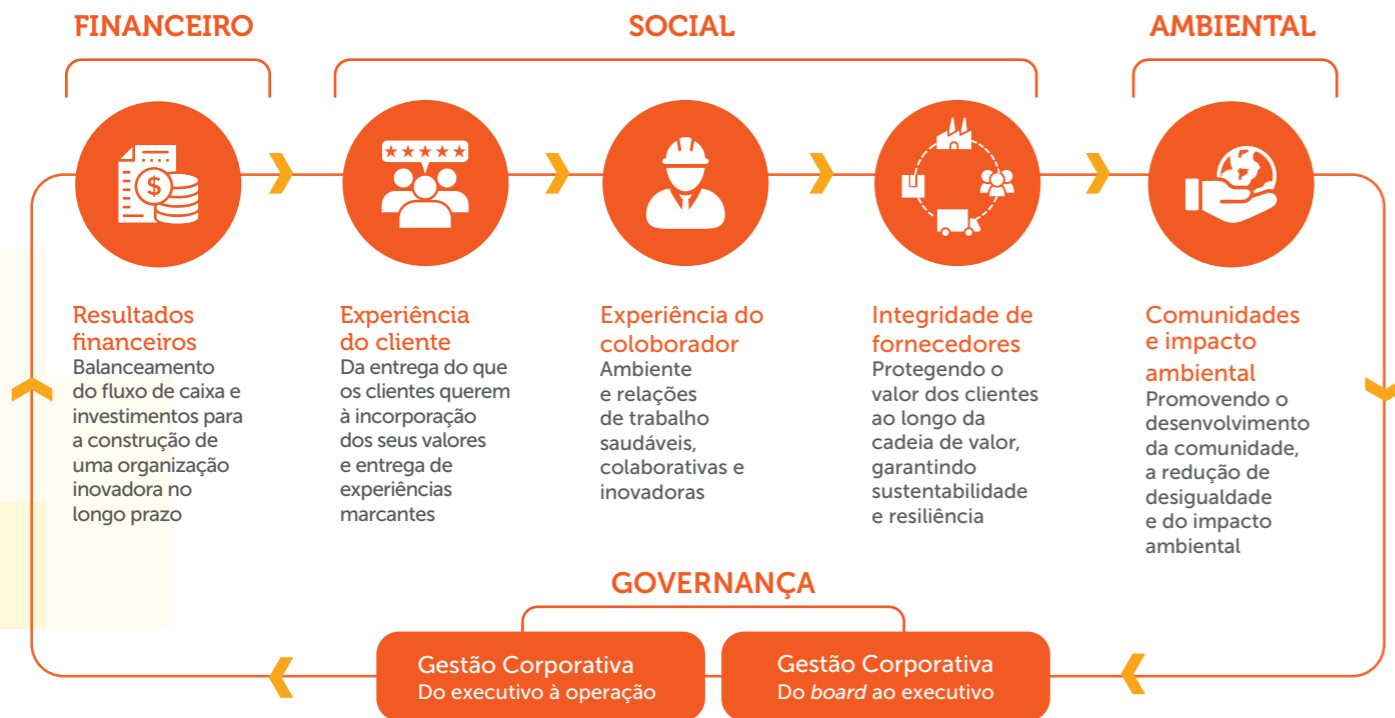 FINANCEIRO
SOCIAL
AMBIENTAL
$
Resultados
financeiros
Balanceamento
do fluxo de caixa e
investimentos para
a construção de
uma organização
inovadora no
longo prazo
Experiência
do cliente
Da entrega do que
os clientes querem
à incorporação
dos seus valores
e entrega de
experiências
marcantes
Experiência do
coloborador
Ambiente
e relações
de trabalho
saudáveis,
colaborativas e
inovadoras
Integridade de
fornecedores
Protegendo o
valor dos clientes
ao longo da
cadeia de valor,
garantindo
sustentabilidade
e resiliência
Comunidades
e impacto
ambiental
Promovendo o
desenvolvimento
da comunidade,
a redução de
desigualdade
e do impacto
ambiental
GOVERNANÇA
Gestão Corporativa
Do executivo à operação
Gestão Corporativa
Do board ao executivo